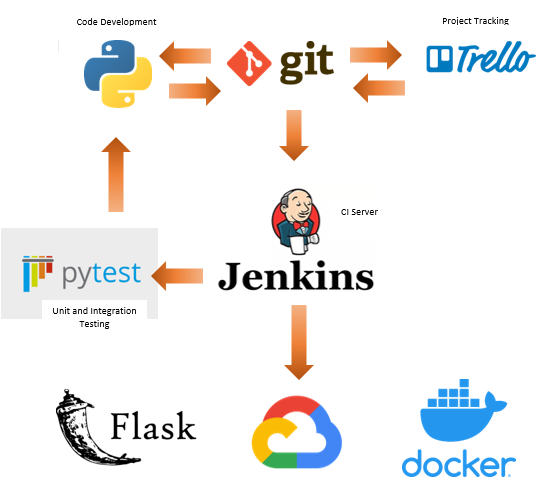 Code Development
Project Tracking
git
Trello
CI Server
Jenkins
pytest
Unit and Integration
Testing
Flask
docker